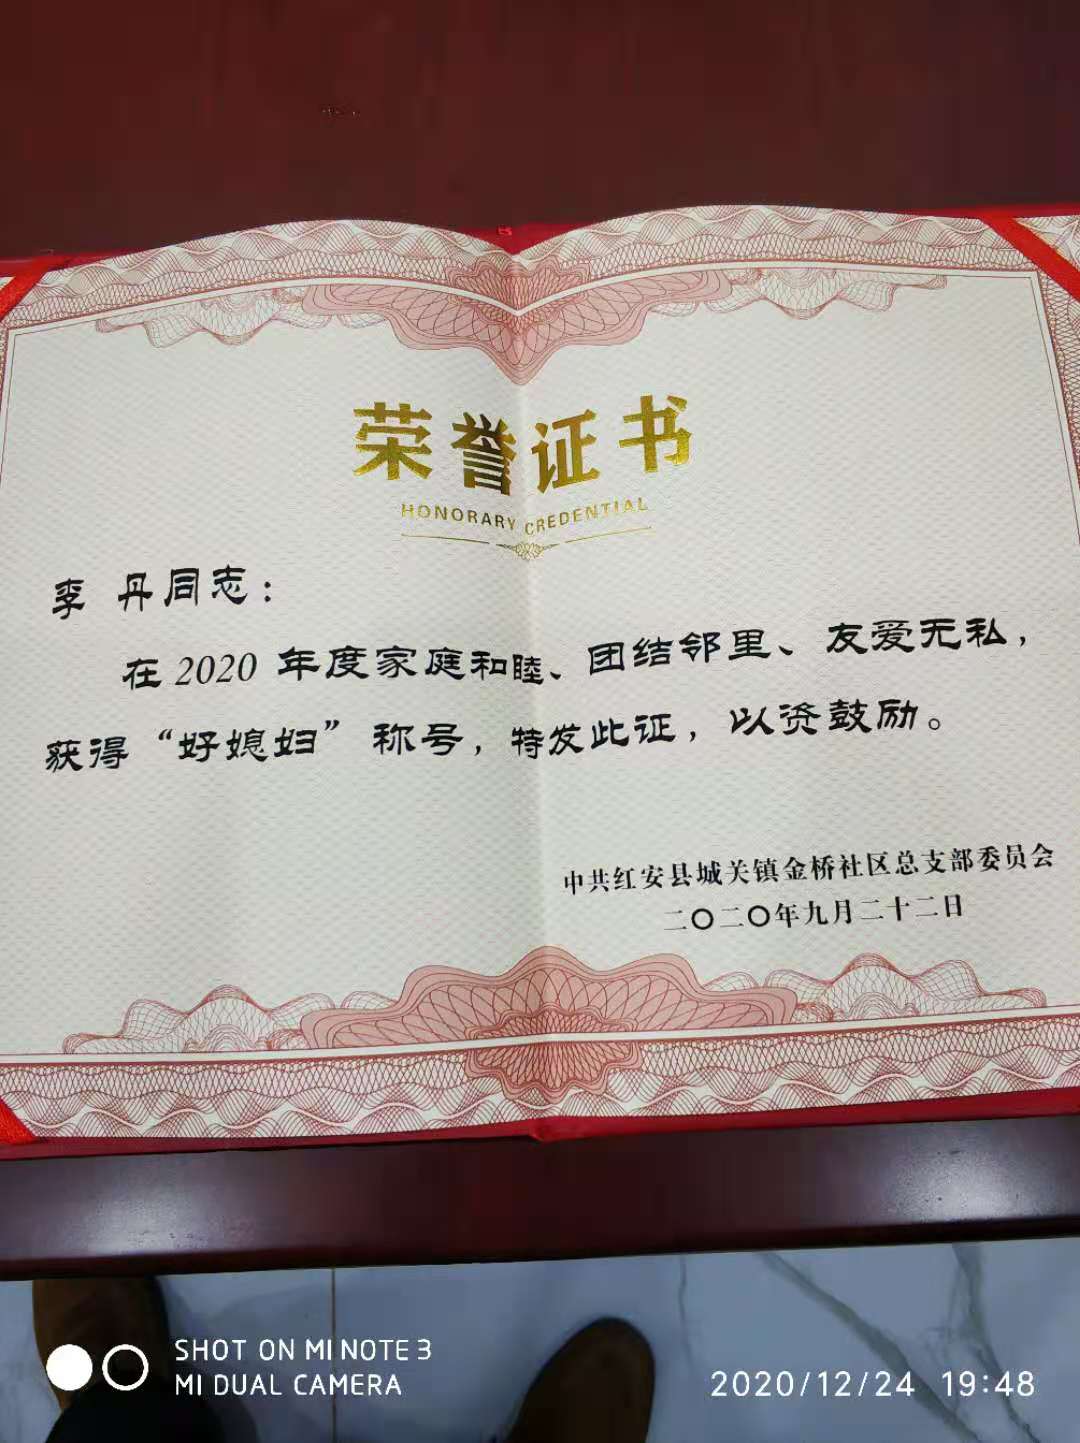 荣誉证书
HONORARY CREDENTIAL
李 丹同志：
在 2020 年度家庭和睦、团结邻里、友爱无私，
获得“好媳妇”称号，特发此证，以资鼓励。
中共红安县城关镇金桥社区总支部委员会
二〇二〇年九月二十二日
SHOT ON MI NOTE 3
MI DUAL CAMERA
2020/12/24 19:48